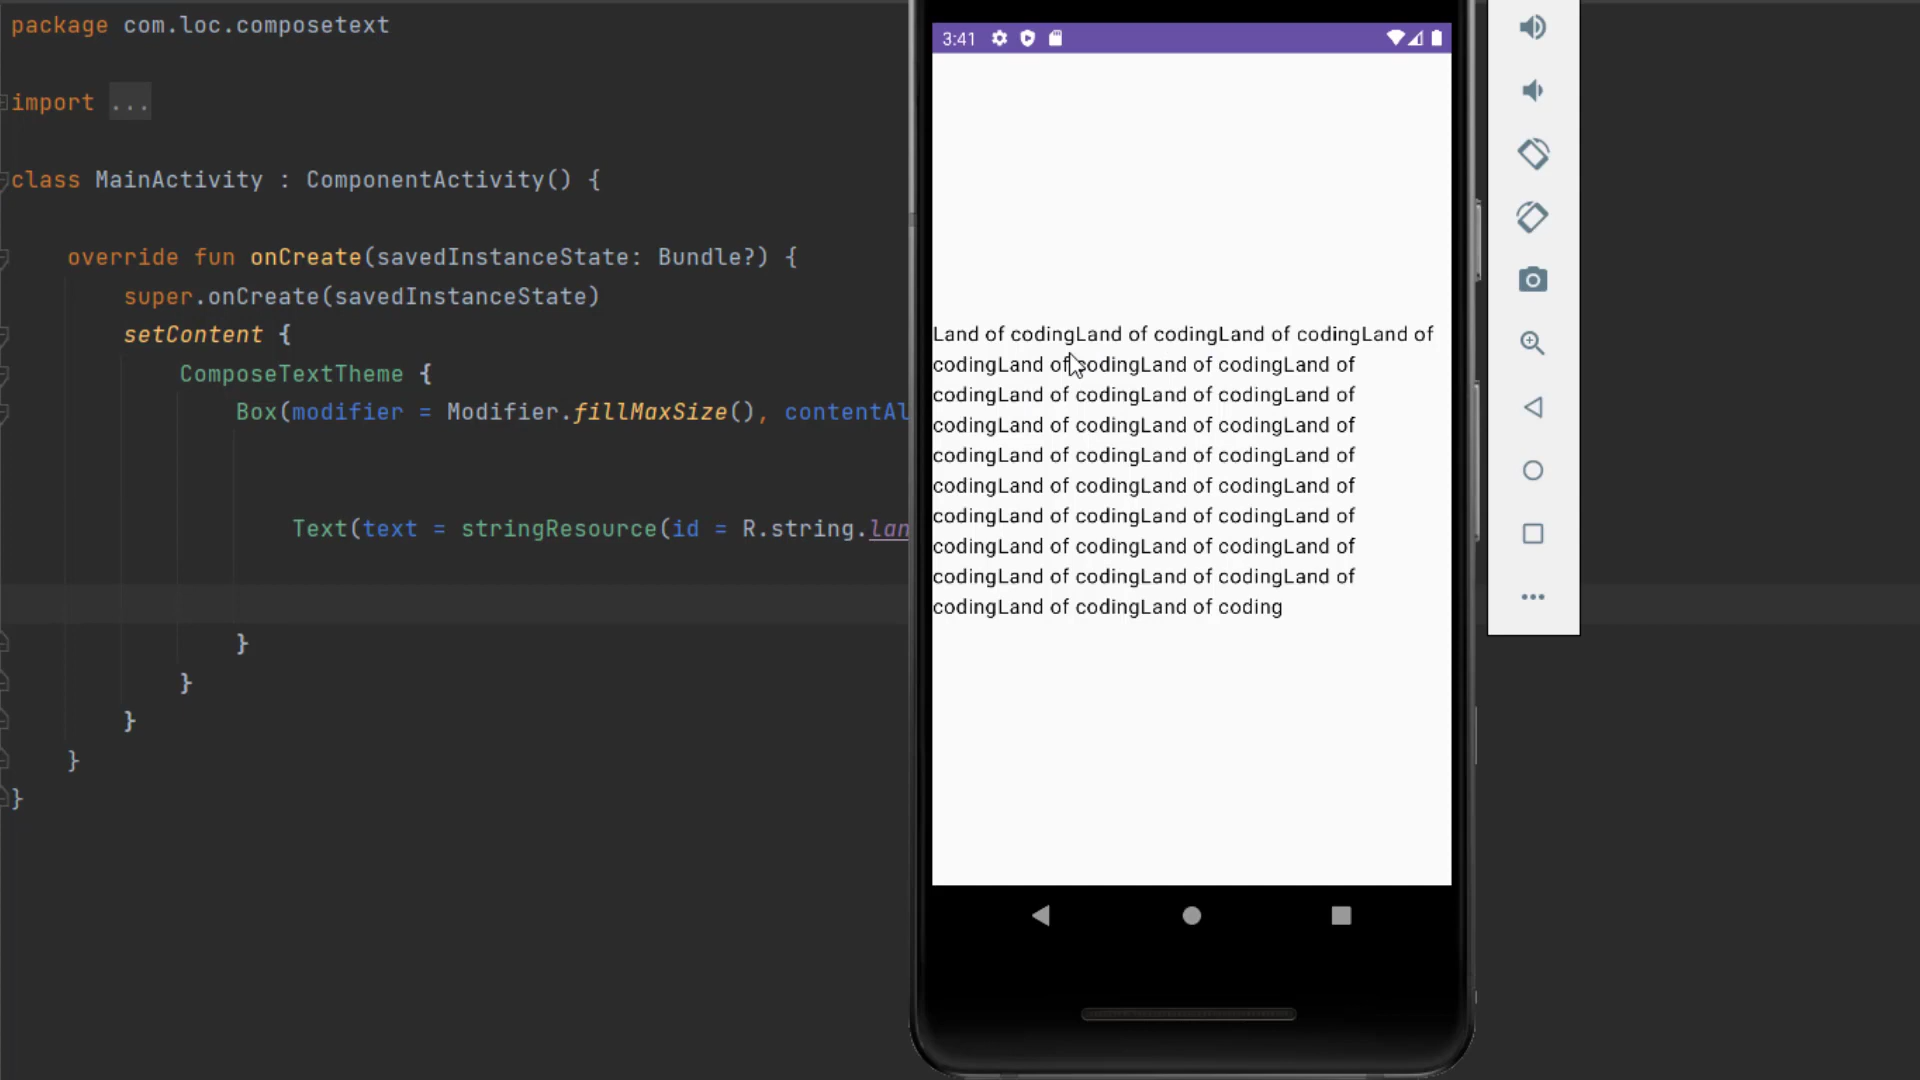 package com.loc.composetext
import ...
class MainActivity : ComponentActivity() {
override fun onCreate(savedInstanceState: Bundle?) {
super.onCreate(savedInstanceState)
setContent {
ComposeTextTheme {
Box(modifier = Modifier.fillMaxSize(), contentAl
Text(text = stringResource(id = R.string.lan
}
}
}
}
}
3:41
Land of codingLand of codingLand of codingLand of
codingLand of codingLand of codingLand of
codingLand of codingLand of codingLand of
codingLand of codingLand of codingLand of
codingLand of codingLand of codingLand of
codingLand of codingLand of codingLand of
codingLand of codingLand of codingLand of
codingLand of codingLand of codingLand of
codingLand of codingLand of codingLand of
codingLand of codingLand of coding